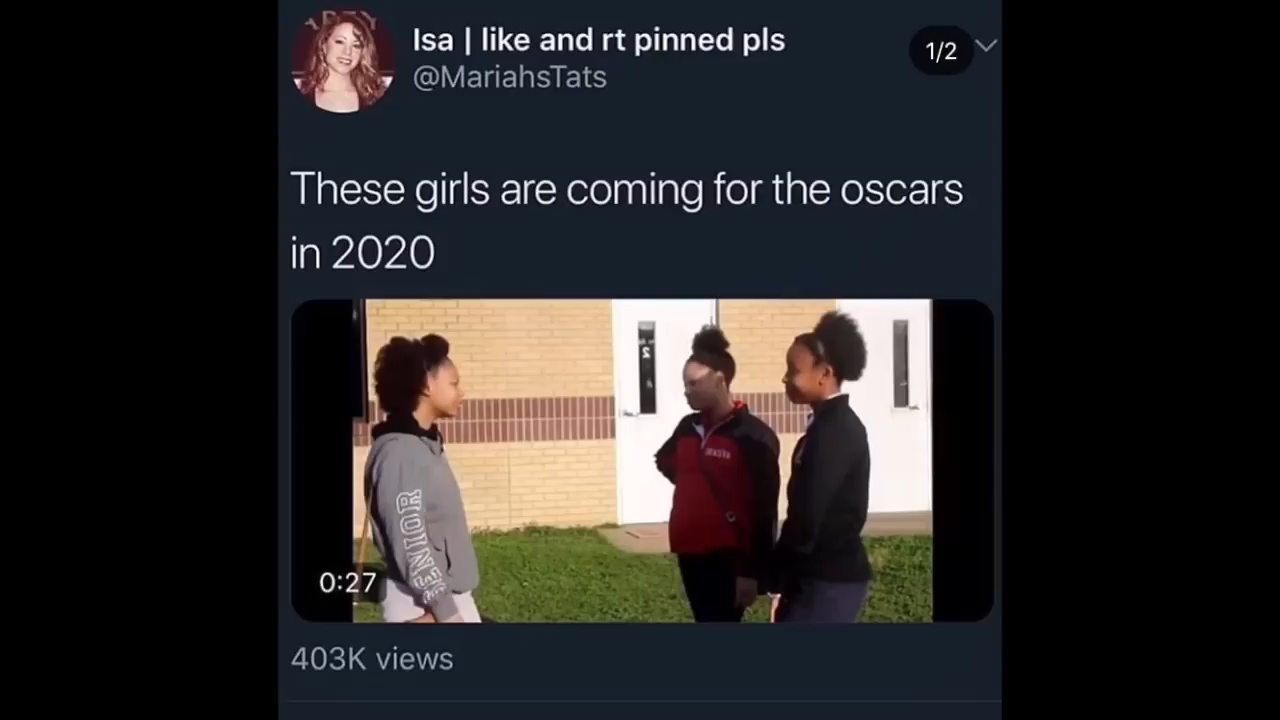 Isa | like and rt pinned pls
@MariahsTats
1/2
These girls are coming for the oscars
in 2020
SENIOR
0:27
403K views